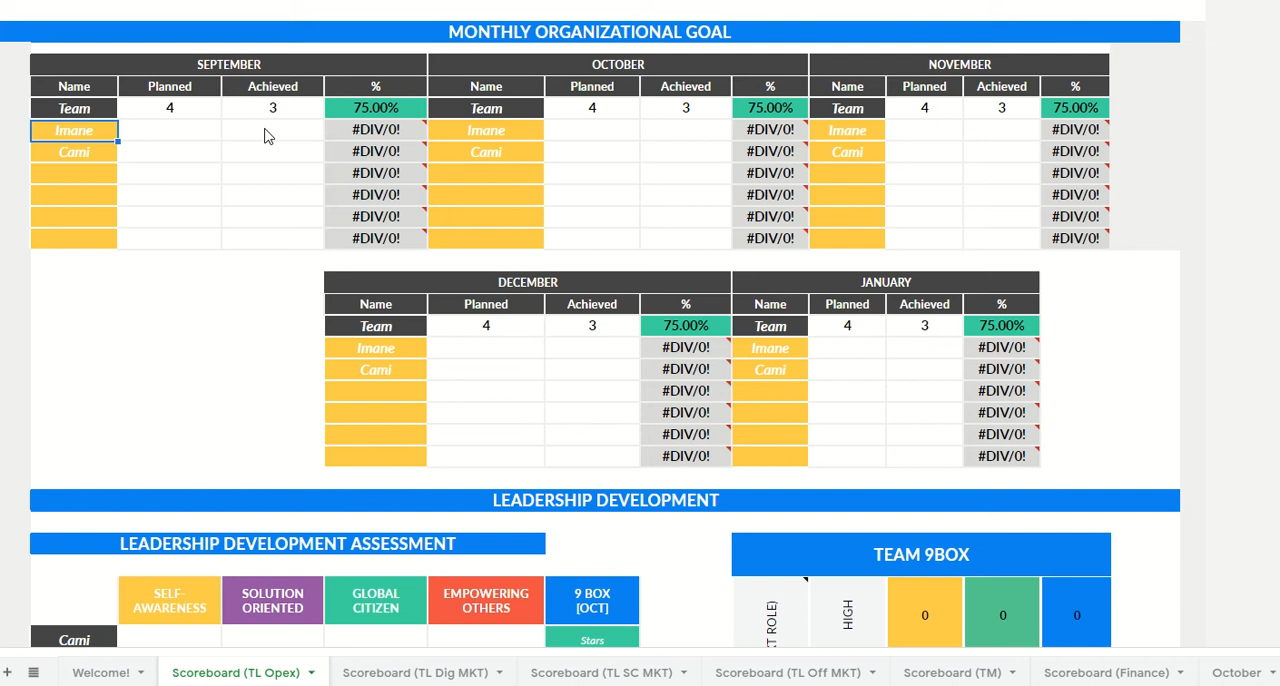 MONTHLY ORGANIZATIONAL GOAL
SEPTEMBER OCTOBER NOVEMBER
Name Planned Achieved % Name Planned Achieved % Name Planned Achieved %
Team 4 3 75.00% Team 4 3 75.00% Team 4 3 75.00%
Imane #DIV/0! Imane #DIV/0! Imane #DIV/0!
Cami #DIV/0! Cami #DIV/0! Cami #DIV/0!
#DIV/0! #DIV/0! #DIV/0!
#DIV/0! #DIV/0! #DIV/0!
#DIV/0! #DIV/0! #DIV/0!
#DIV/0! #DIV/0! #DIV/0!
DECEMBER JANUARY
Name Planned Achieved % Name Planned Achieved %
Team 4 3 75.00% Team 4 3 75.00%
Imane #DIV/0! Imane #DIV/0!
Cami #DIV/0! Cami #DIV/0!
#DIV/0! #DIV/0!
#DIV/0! #DIV/0!
#DIV/0! #DIV/0!
#DIV/0! #DIV/0!
LEADERSHIP DEVELOPMENT
LEADERSHIP DEVELOPMENT ASSESSMENT
SELF-
AWARENESS
SOLUTION
ORIENTED
GLOBAL
CITIZEN
EMPOWERING
OTHERS
9 BOX
[OCT]
Cami Stars
TEAM 9BOX
ROLE)
HIGH
0 0 0
+ Welcome! Scoreboard (TL Opex) Scoreboard (TL Dig MKT) Scoreboard (TL SC MKT) Scoreboard (TL Off MKT) Scoreboard (TM) Scoreboard (Finance) October